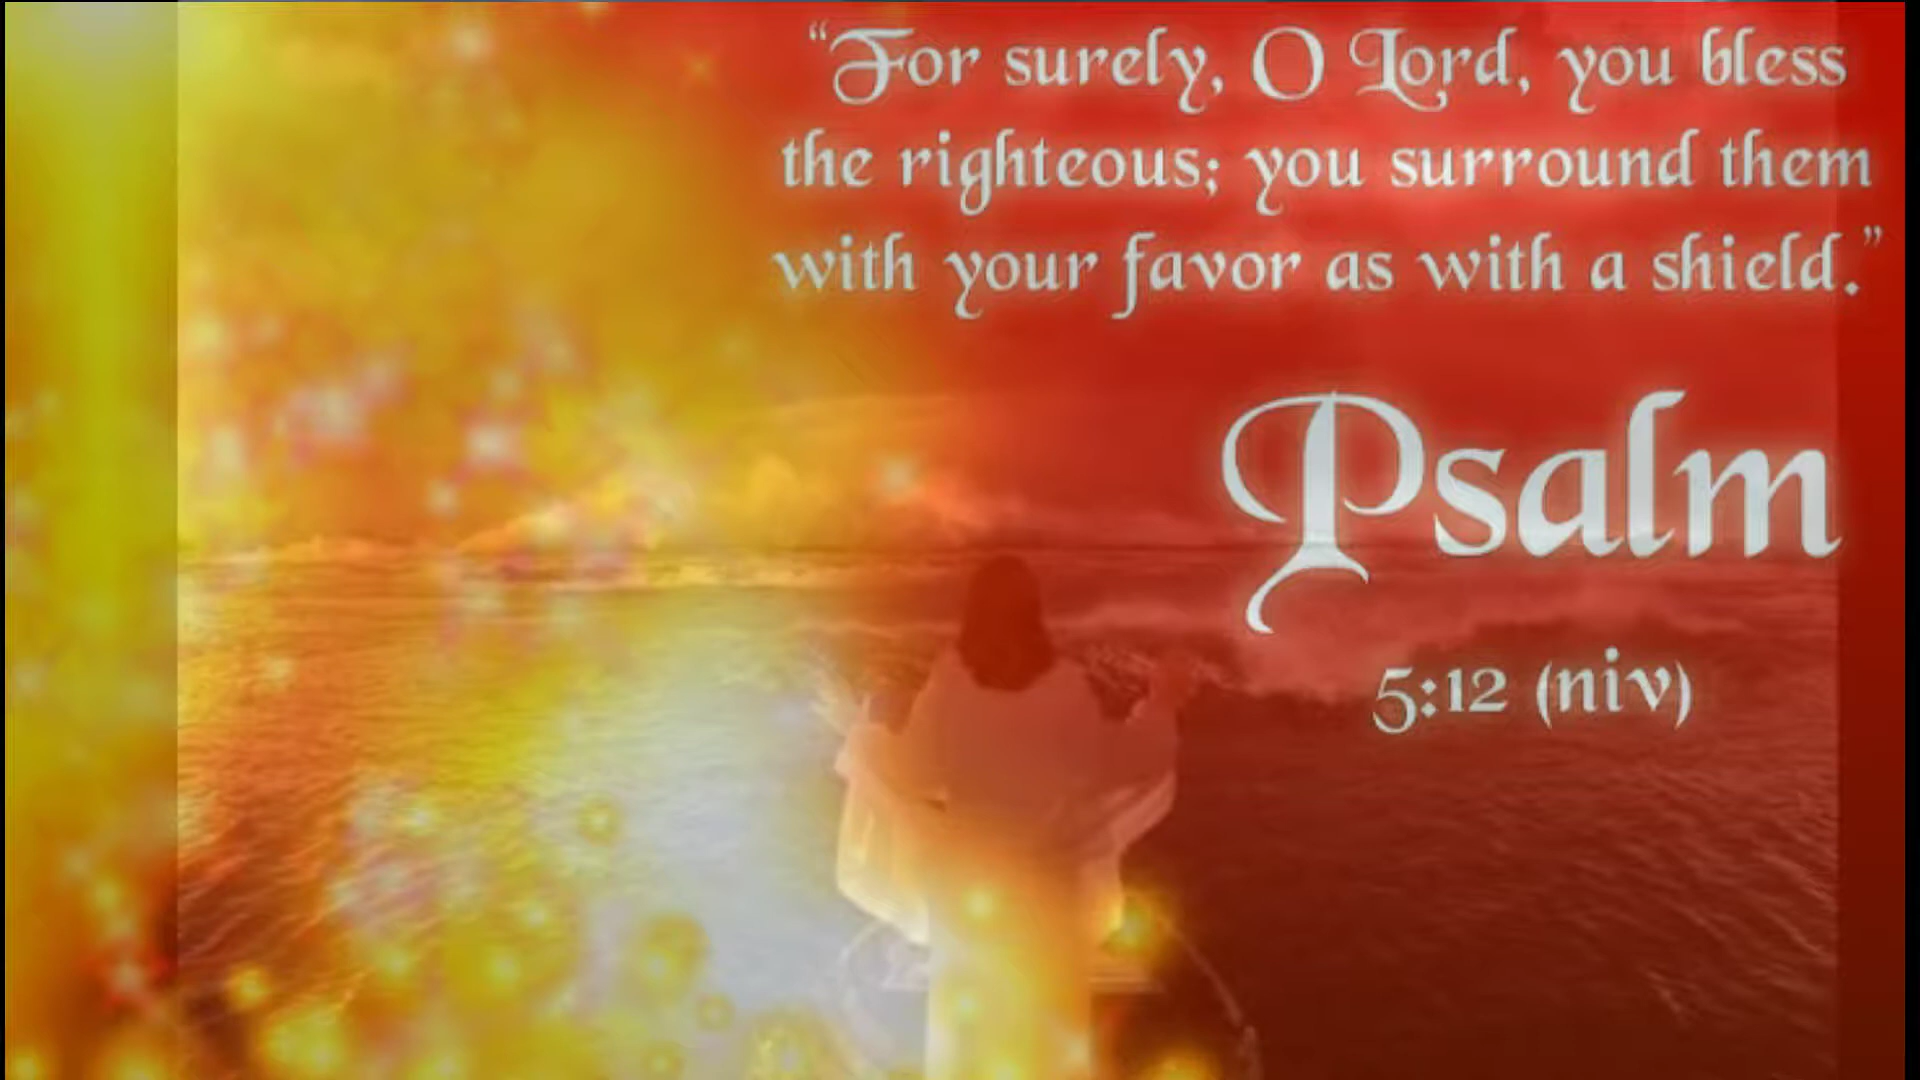 “For surely, O Lord, you bless
the righteous; you surround them
with your favor as with a shield.”
Psalm
5:12 (niv)